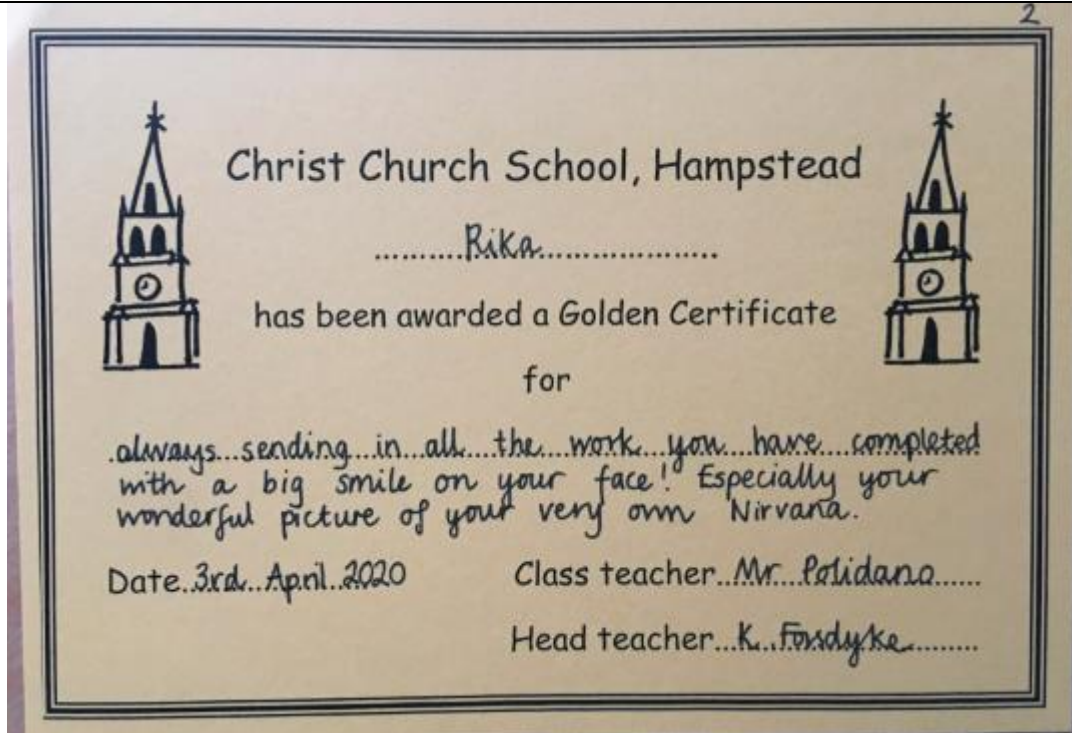 2
Christ Church School, Hampstead
.........Rika...................
has been awarded a Golden Certificate
for
always sending in all the work you have completed
with a big smile on your face! Especially your
wonderful picture of your very own Nirvana.
Date..3rd..April..2020 Class teacher..Mr..Polidano......
Head teacher...K..Forsdyke.........